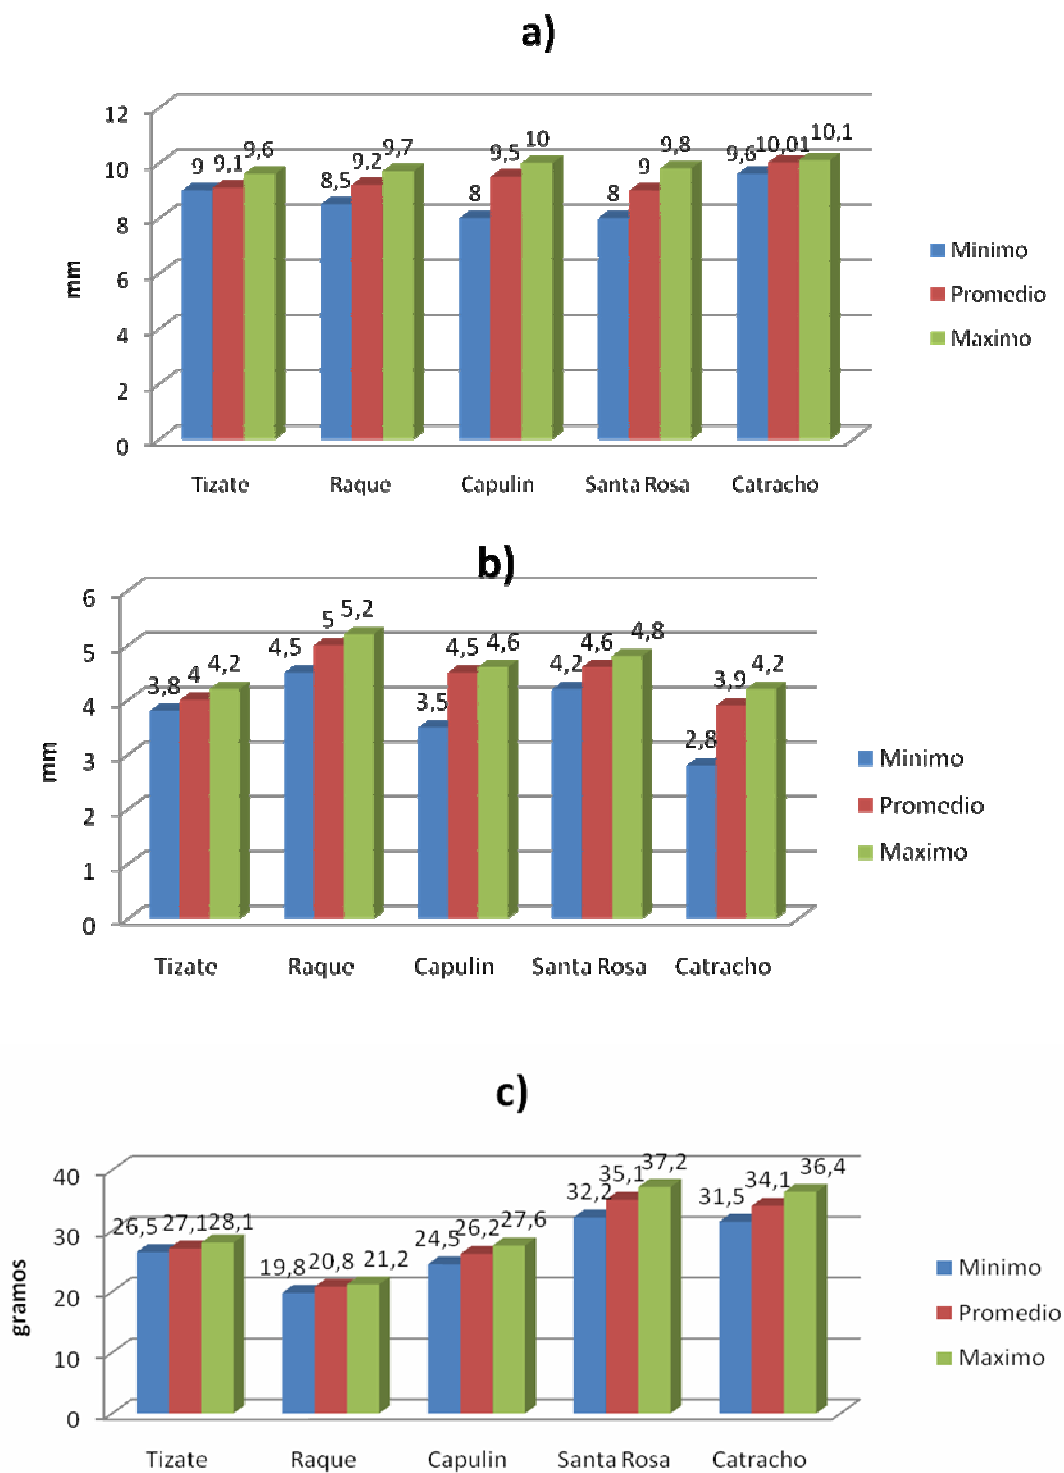 a)
12
10
8
6
4
2
0
mm
9 9,1 9,6
8,5 9,2 9,7
8 9,5 10
8 9 9,8
9,6 10,01 10,1
Tizate Raque Capulin Santa Rosa Catracho
Minimo
Promedio
Maximo
b)
6
5
4
3
2
1
0
mm
3,8 4 4,2
4,5 5 5,2
3,5 4,5 4,6
4,2 4,6 4,8
2,8 3,9 4,2
Tizate Raque Capulin Santa Rosa Catracho
Minimo
Promedio
Maximo
c)
40
30
20
10
0
gramos
26,5 27,1 28,1
19,8 20,8 21,2
24,5 26,2 27,6
32,2 35,1 37,2
31,5 34,1 36,4
Tizate Raque Capulin Santa Rosa Catracho
Minimo
Promedio
Maximo